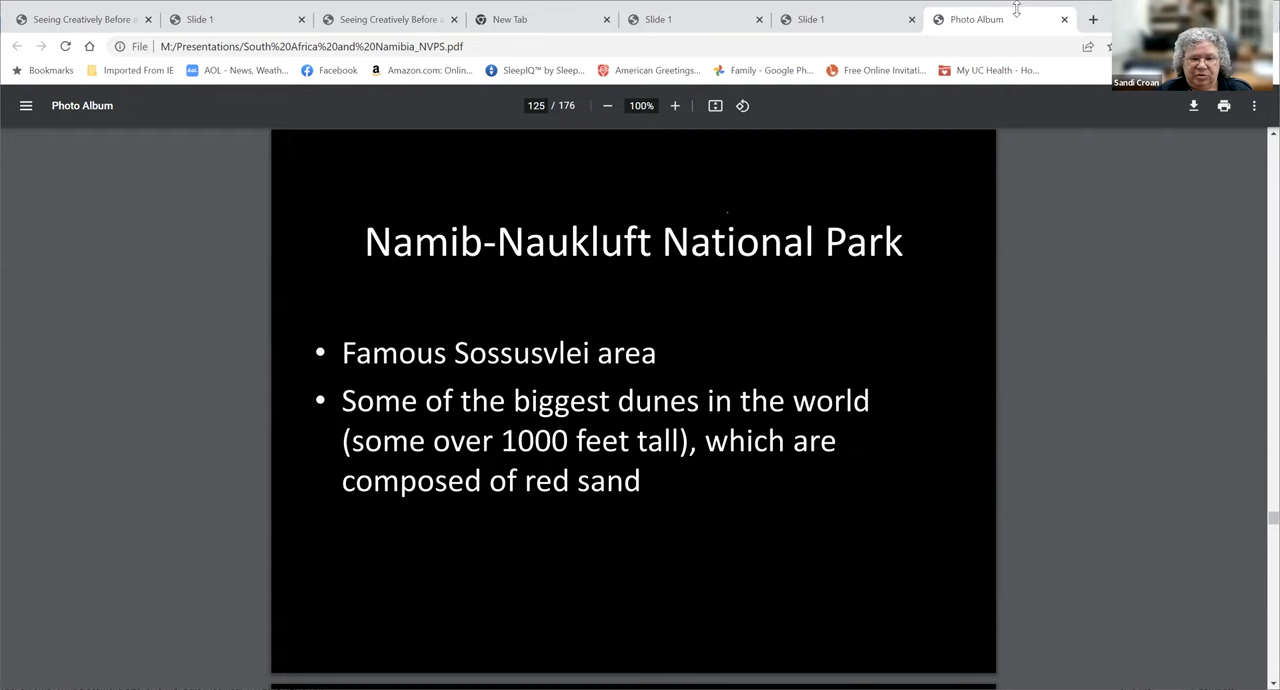 Seeing Creatively Before a
Slide 1
Seeing Creatively Before a
New Tab
Slide 1
Slide 1
Photo Album
File
M:/Presentations/South%20Africa%20and%20Namibia_NVPS.pdf
Bookmarks
Imported From IE
Aol
AOL - News, Weath...
Facebook
Amazon.com: Onlin...
SleepIQ™ by Sleep...
American Greetings...
Family - Google Ph...
Free Online Invitati...
My UC Health - Ho...
Sandi Croan
Photo Album
125 / 176
100%
Namib-Naukluft National Park
• Famous Sossusvlei area
• Some of the biggest dunes in the world
(some over 1000 feet tall), which are
composed of red sand